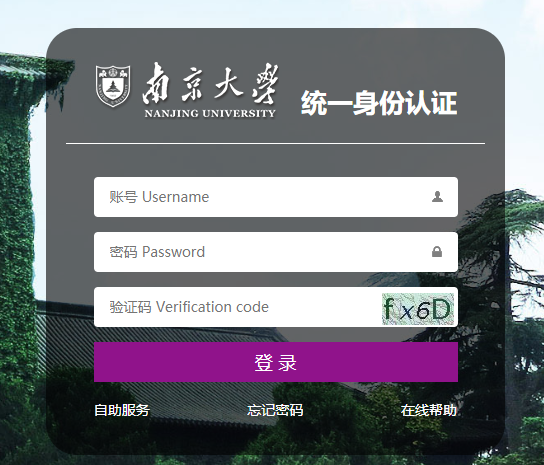 南京大學
NANJING UNIVERSITY
统一身份认证
账号 Username
密码 Password
验证码 Verification code
fx6D
登录
自助服务 忘记密码 在线帮助